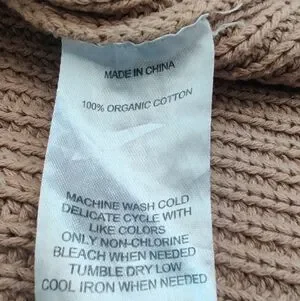 MADE IN CHINA
100% ORGANIC COTTON
MACHINE WASH COLD
DELICATE CYCLE WITH
LIKE COLORS
ONLY NON-CHLORINE
BLEACH WHEN NEEDED
TUMBLE DRY LOW
COOL IRON WHEN NEEDED